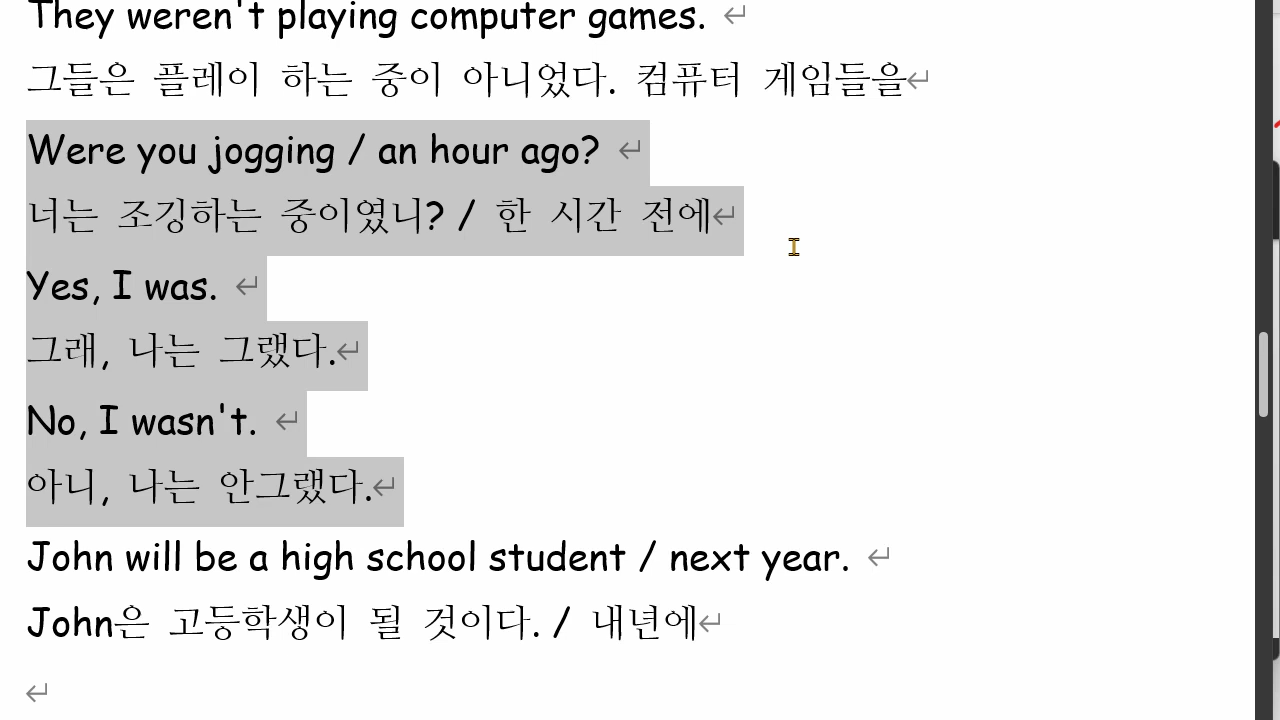 They weren't playing computer games. ↵
그들은 플레이 하는 중이 아니었다. 컴퓨터 게임들을↵
Were you jogging / an hour ago? ↵
너는 조깅하는 중이였니? / 한 시간 전에↵
Yes, I was. ↵
그래, 나는 그랬다.↵
No, I wasn't. ↵
아니, 나는 안그랬다.↵
John will be a high school student / next year. ↵
John은 고등학생이 될 것이다. / 내년에↵
↵